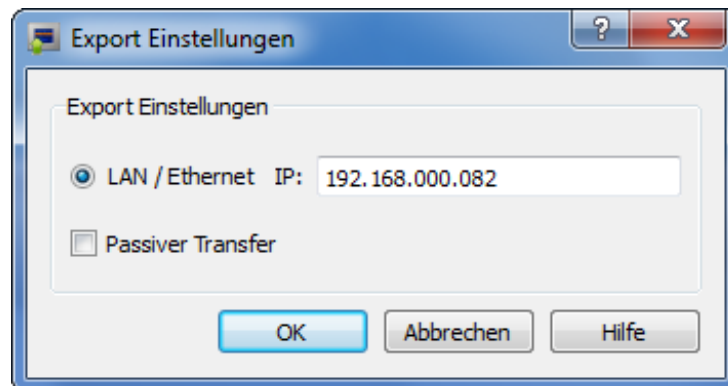 Export Einstellungen
Export Einstellungen
LAN / Ethernet IP: 192.168.000.082
Passiver Transfer
OK Abbrechen Hilfe